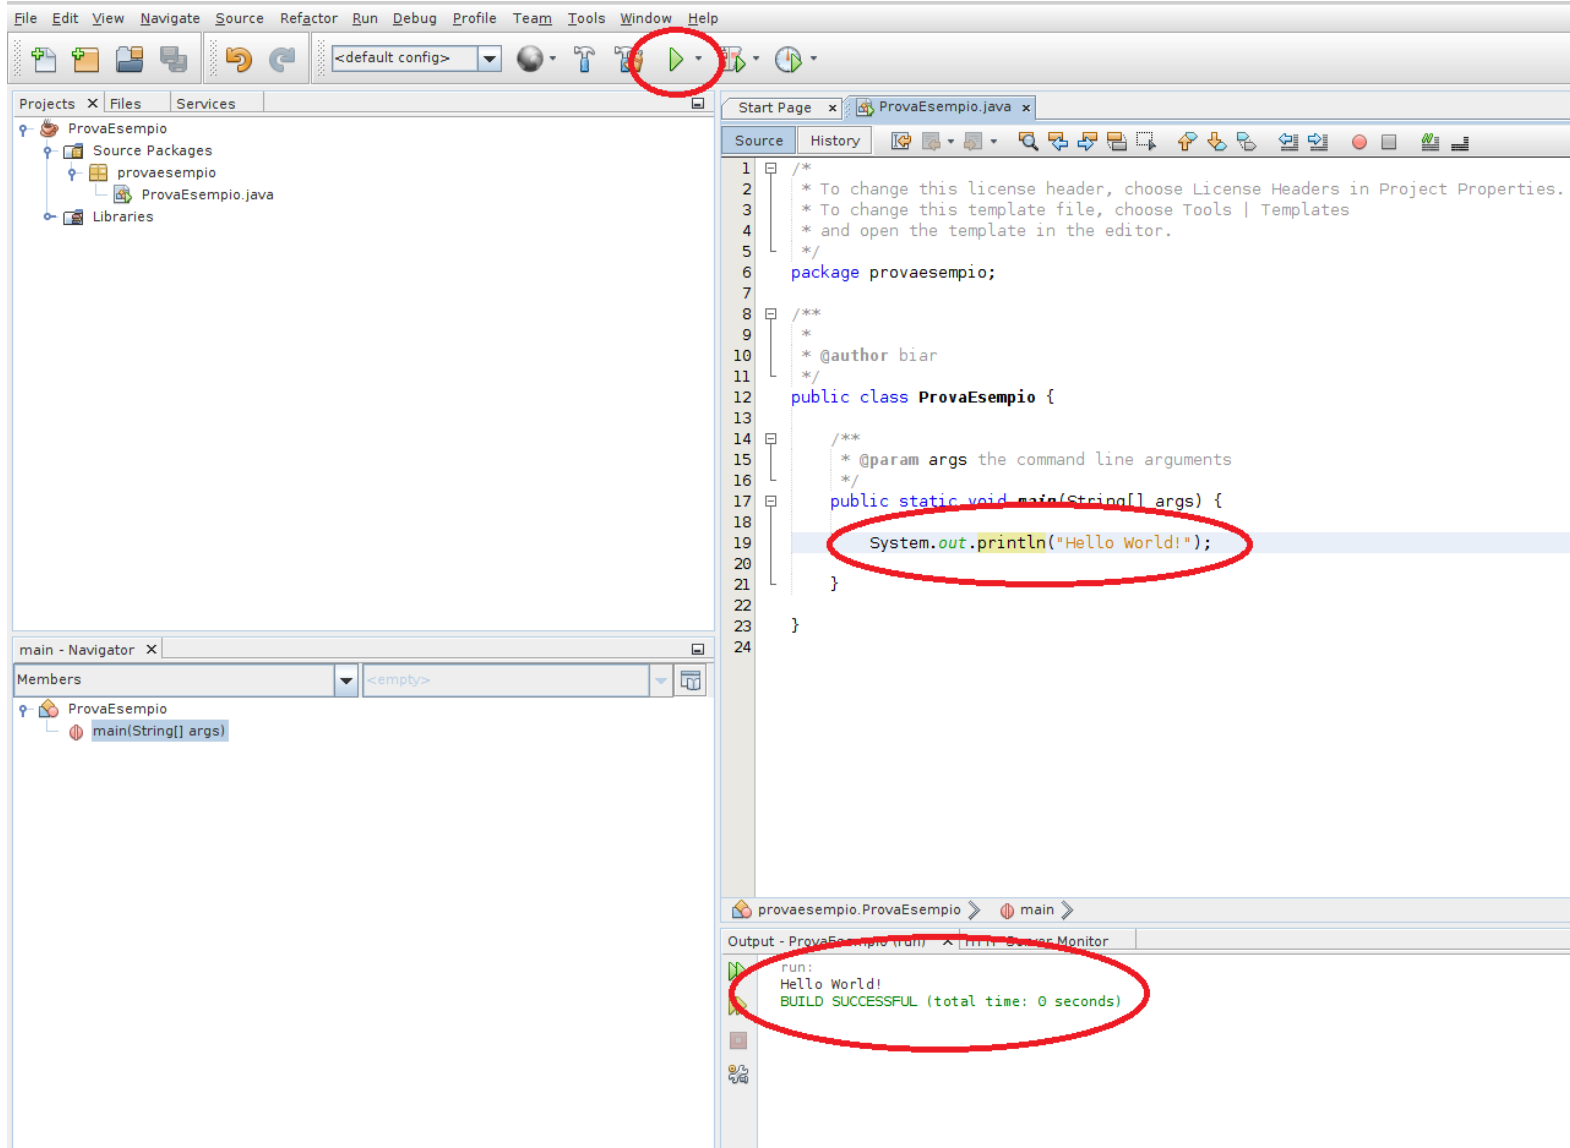 File Edit View Navigate Source Refactor Run Debug Profile Team Tools Window Help
<default config>
Projects Files Services
ProvaEsempio
Source Packages
provaesempio
ProvaEsempio.java
Libraries
main - Navigator
Members <empty>
ProvaEsempio
main(String[] args)
Start Page ProvaEsempio.java
Source History
1 /*
2 * To change this license header, choose License Headers in Project Properties.
3 * To change this template file, choose Tools | Templates
4 * and open the template in the editor.
5 */
6 package provaesempio;
7
8 /**
9 *
10 * @author biar
11 */
12 public class ProvaEsempio {
13
14 /**
15 * @param args the command line arguments
16 */
17 public static void main(String[] args) {
18
19 System.out.println("Hello World!");
20
21 }
22
23 }
24
provaesempio.ProvaEsempio main
Output - ProvaEsempio (run) HTTP Server Monitor
run:
Hello World!
BUILD SUCCESSFUL (total time: 0 seconds)